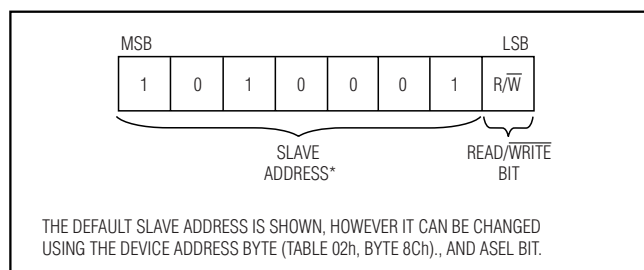 MSB LSB
1 0 1 0 0 0 1 R/W̅
SLAVE READ/W̅R̅I̅T̅E̅
ADDRESS* BIT
THE DEFAULT SLAVE ADDRESS IS SHOWN, HOWEVER IT CAN BE CHANGED
USING THE DEVICE ADDRESS BYTE (TABLE 02h, BYTE 8Ch)., AND ASEL BIT.